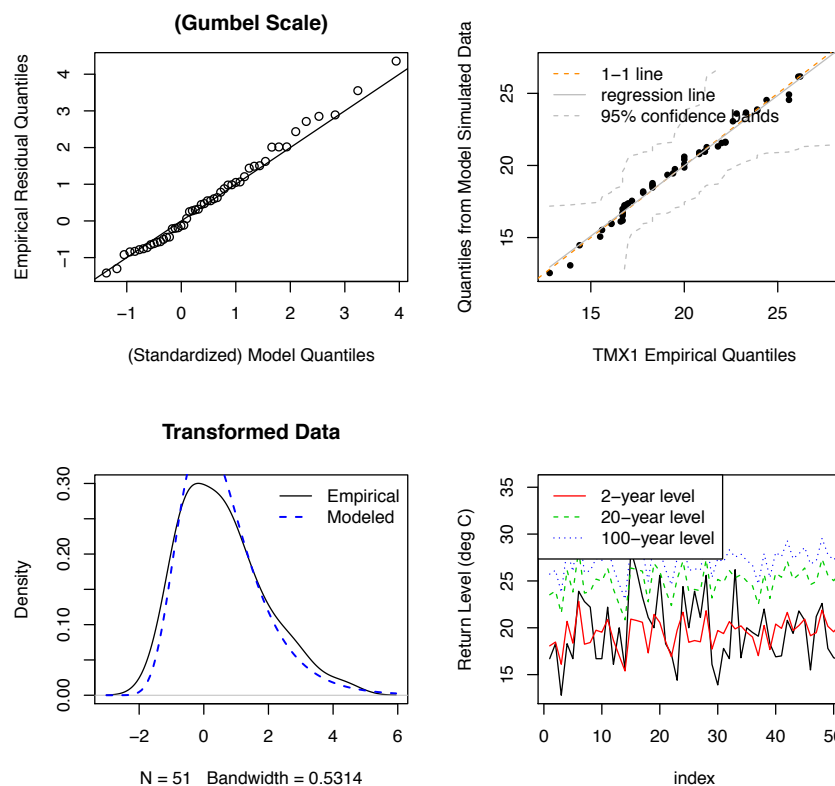 (Gumbel Scale)
Empirical Residual Quantiles
4
3
2
1
0
−1
−1 0 1 2 3 4
(Standardized) Model Quantiles
Quantiles from Model Simulated Data
25
20
15
1−1 line
regression line
95% confidence bands
15 20 25
TMX1 Empirical Quantiles
Transformed Data
Density
0.30
0.20
0.10
0.00
Empirical
Modeled
−2 0 2 4 6
N = 51 Bandwidth = 0.5314
Return Level (deg C)
35
30
25
20
15
2−year level
20−year level
100−year level
0 10 20 30 40 50
index